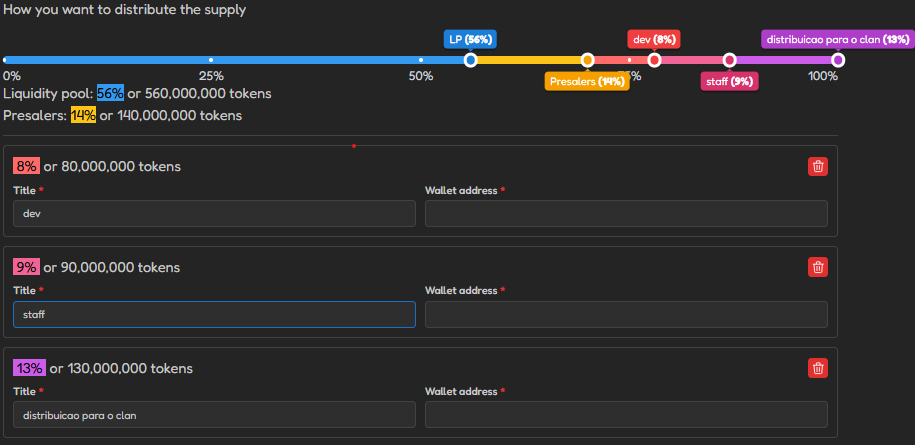 How you want to distribute the supply
LP (56%)
dev (8%)
distribuicao para o clan (13%)
0%
25%
50%
100%
Presalers (14%)
staff (9%)
Liquidity pool: 56% or 560,000,000 tokens
Presalers: 14% or 140,000,000 tokens
8% or 80,000,000 tokens
Title *
Wallet address *
dev
9% or 90,000,000 tokens
Title *
Wallet address *
staff
13% or 130,000,000 tokens
Title *
Wallet address *
distribuicao para o clan